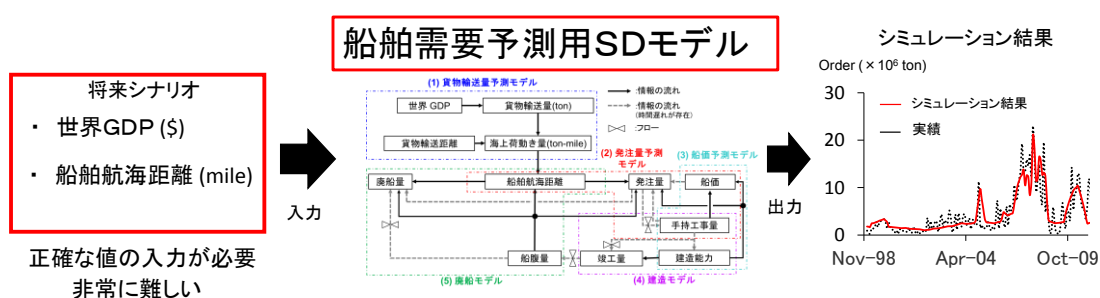 船舶需要予測用SDモデル
将来シナリオ
・ 世界GDP ($)
・ 船舶航海距離 (mile)
正確な値の入力が必要
非常に難しい
入力
(1) 貨物輸送量予測モデル
世界 GDP
貨物輸送量(ton)
貨物輸送距離
海上荷動き量(ton-mile)
:情報の流れ
:情報の流れ
(時間遅れが存在)
:フロー
(2) 発注量予測
モデル
(3) 船価予測モデル
廃船量
船舶航海距離
発注量
船価
手持工事量
船腹量
竣工量
建造能力
(5) 廃船モデル
(4) 建造モデル
出力
シミュレーション結果
Order (×10⁶ ton)
シミュレーション結果
実績
30
20
10
0
Nov-98
Apr-04
Oct-09